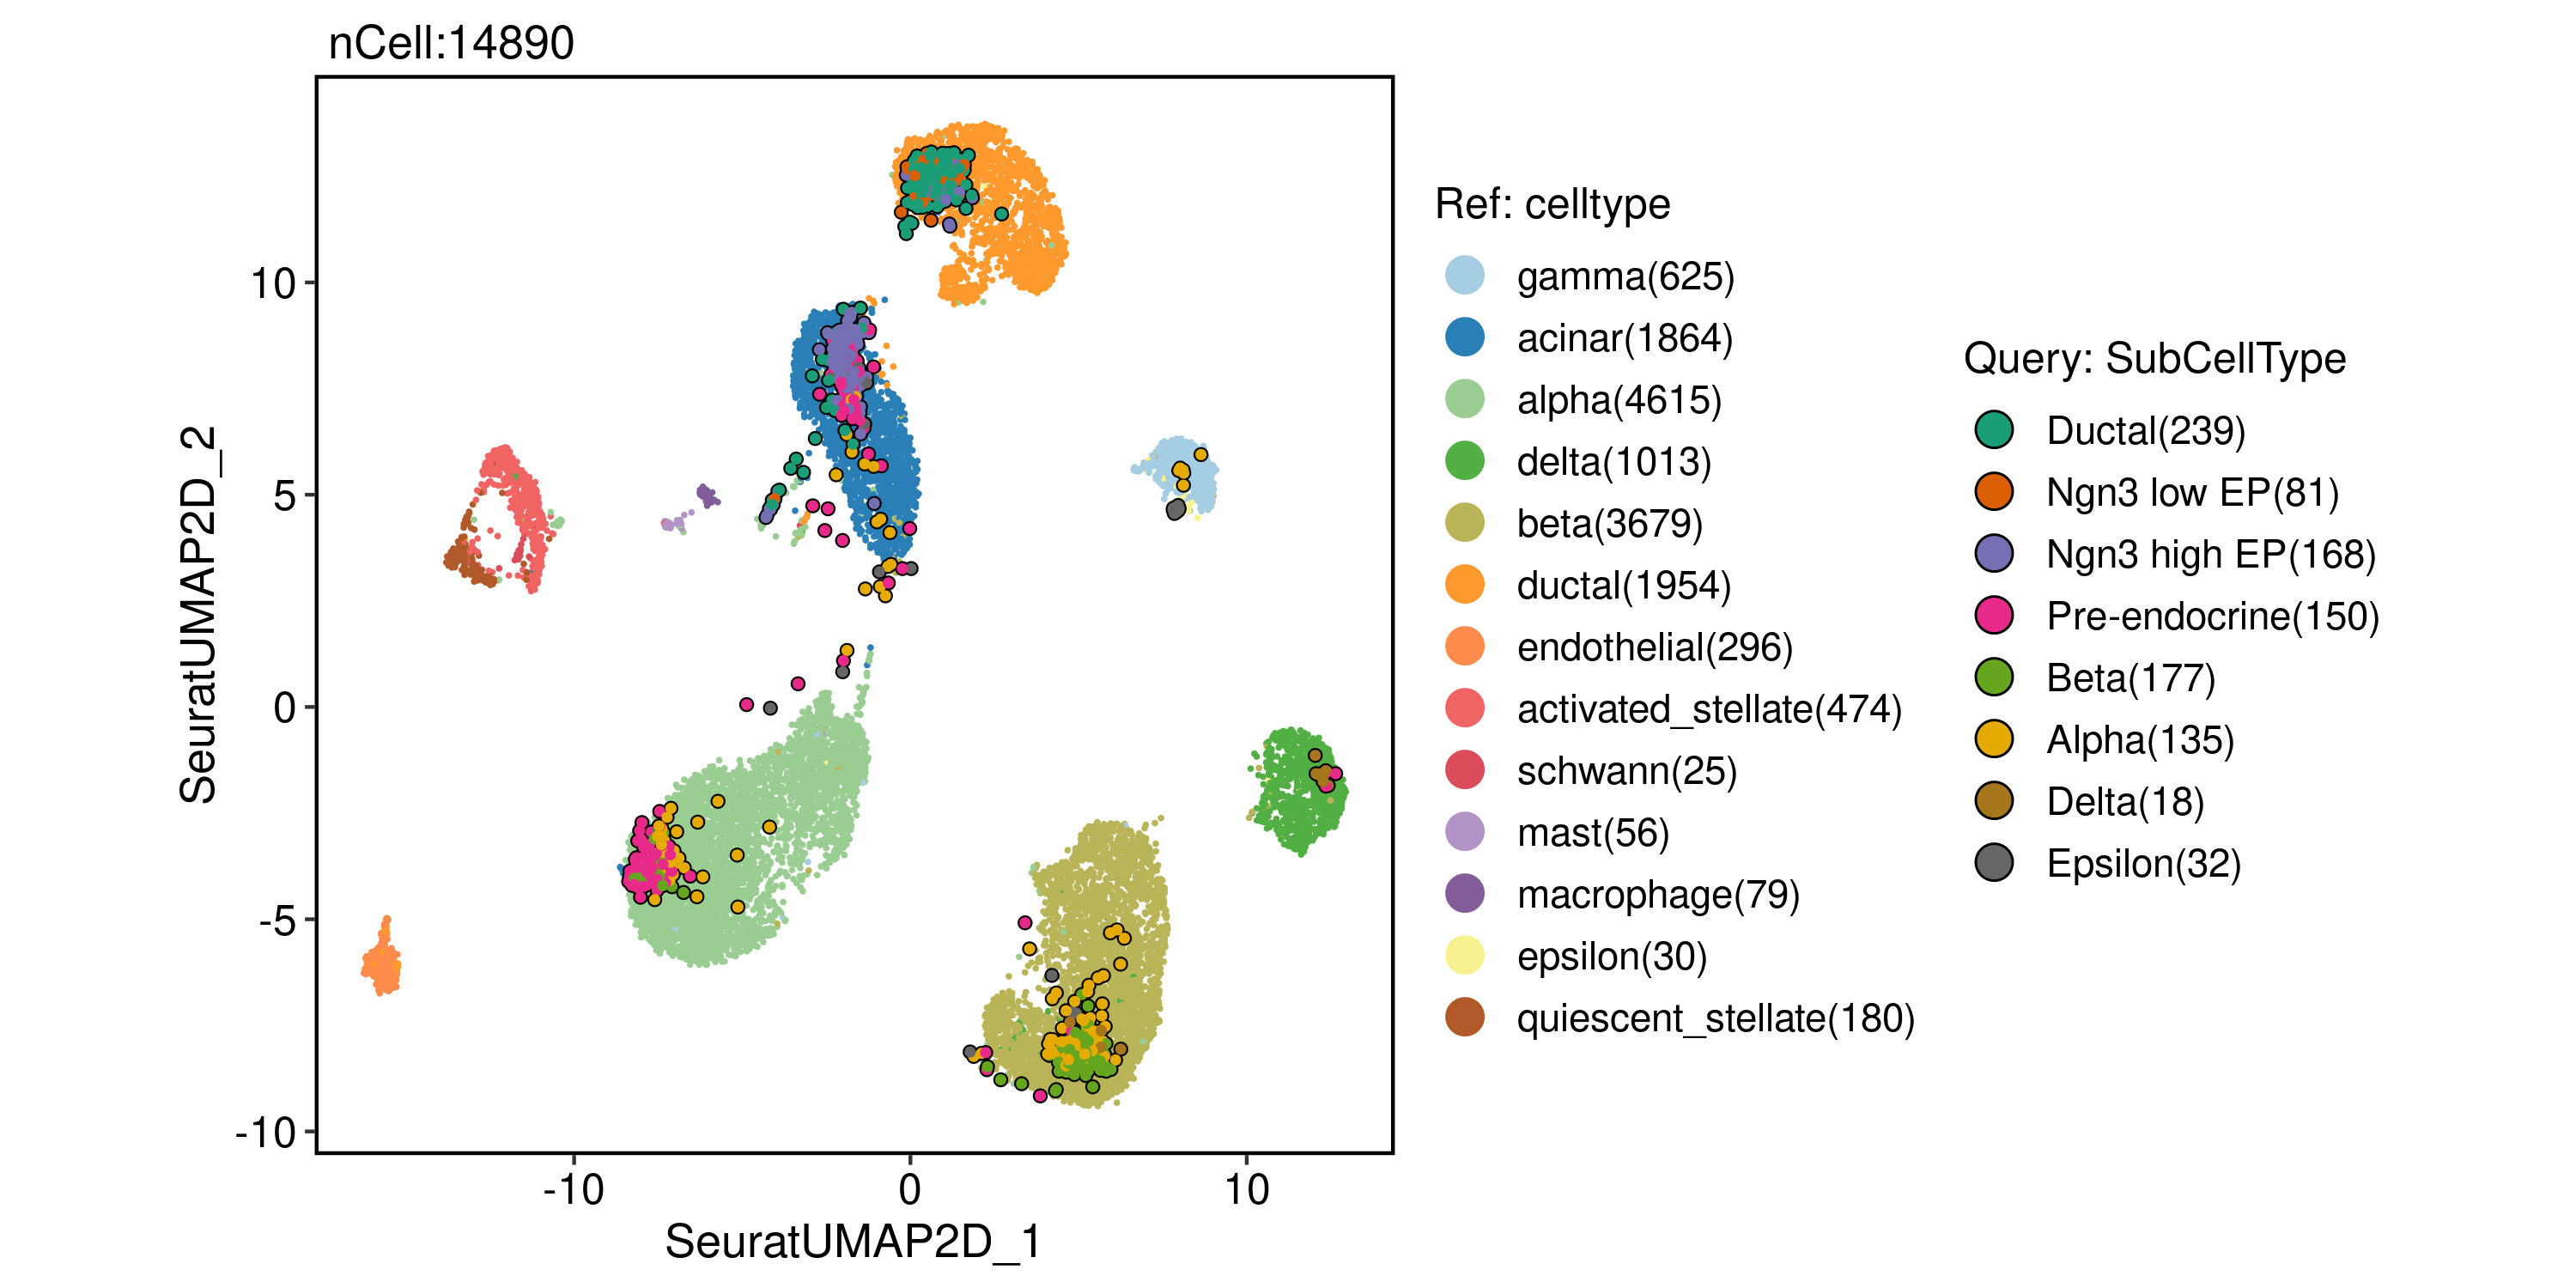 nCell:14890
SeuratUMAP2D_2
10
5
0
-5
-10
-10
0
10
SeuratUMAP2D_1
Ref: celltype
gamma(625)
acinar(1864)
alpha(4615)
delta(1013)
beta(3679)
ductal(1954)
endothelial(296)
activated_stellate(474)
schwann(25)
mast(56)
macrophage(79)
epsilon(30)
quiescent_stellate(180)
Query: SubCellType
Ductal(239)
Ngn3 low EP(81)
Ngn3 high EP(168)
Pre-endocrine(150)
Beta(177)
Alpha(135)
Delta(18)
Epsilon(32)